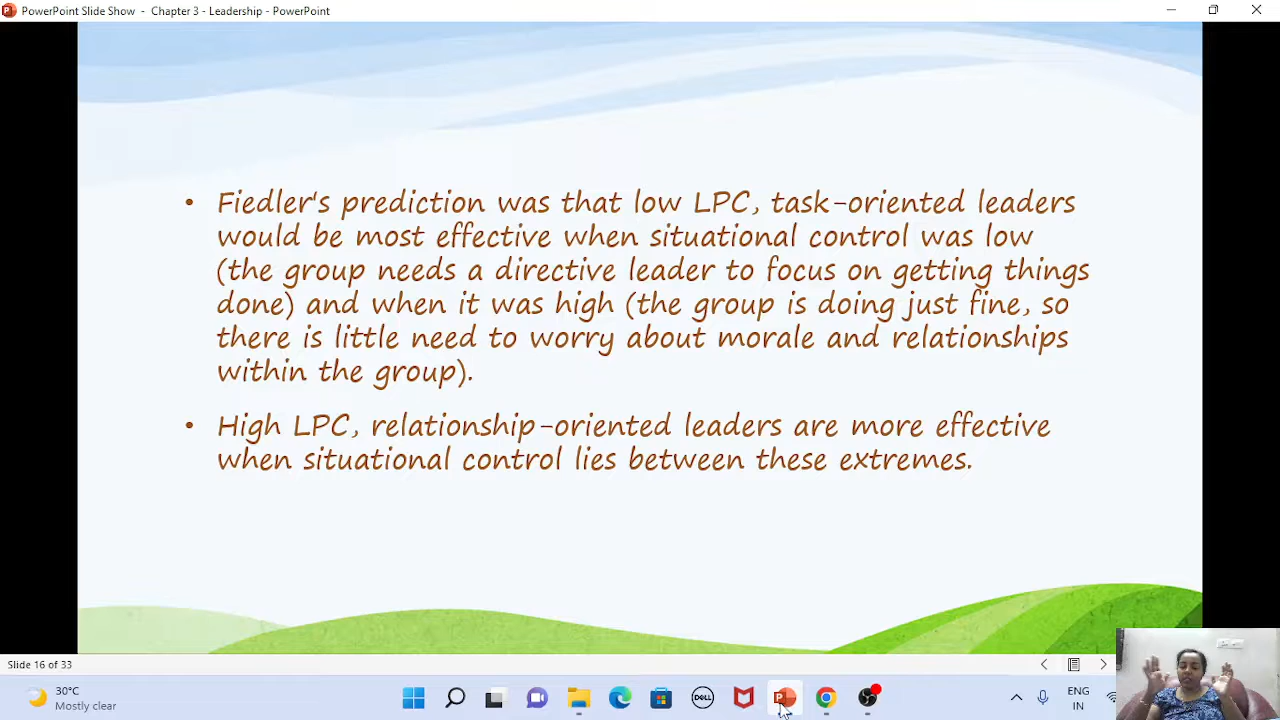 PowerPoint Slide Show - Chapter 3 - Leadership - PowerPoint
• Fiedler's prediction was that low LPC, task-oriented leaders
would be most effective when situational control was low
(the group needs a directive leader to focus on getting things
done) and when it was high (the group is doing just fine, so
there is little need to worry about morale and relationships
within the group).
• High LPC, relationship-oriented leaders are more effective
when situational control lies between these extremes.
Slide 16 of 33
30°C
Mostly clear
DELL
P
ENG
IN